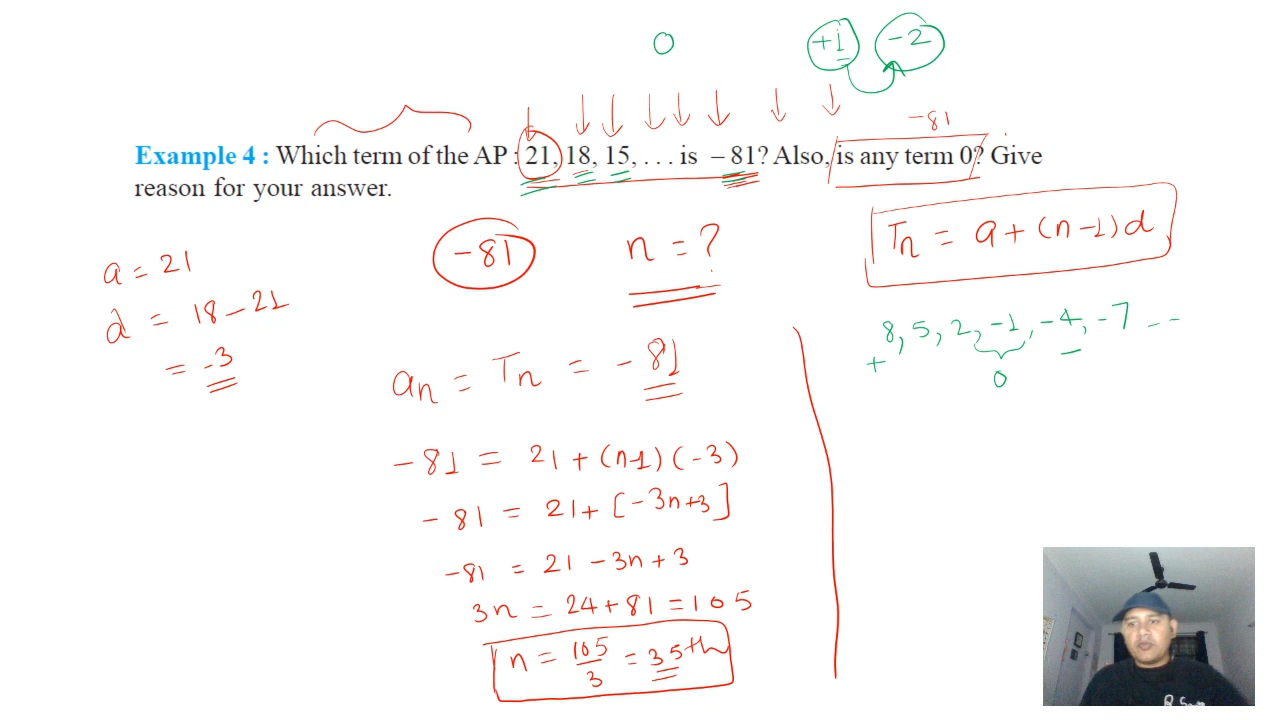 0
+1 -2
-81
Example 4 : Which term of the AP : 21, 18, 15, . . . is – 81? Also, is any term 0? Give
reason for your answer.
-81
n = ?
Tn = a + (n-1)d
a = 21
d = 18-21
= -3
8, 5, 2, -1, -4, -7 - -
+
0
an = Tn = -81
-81 = 21 + (n-1)(-3)
-81 = 21 + [-3n+3]
-81 = 21 - 3n + 3
3n = 24 + 81 = 105
n = 105/3 = 35th